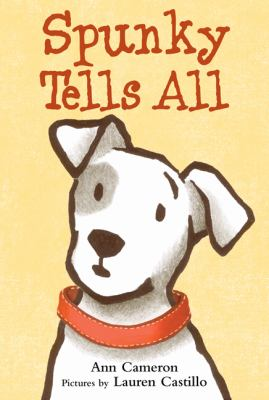 Spunky
Tells All
Ann Cameron
Pictures by Lauren Castillo